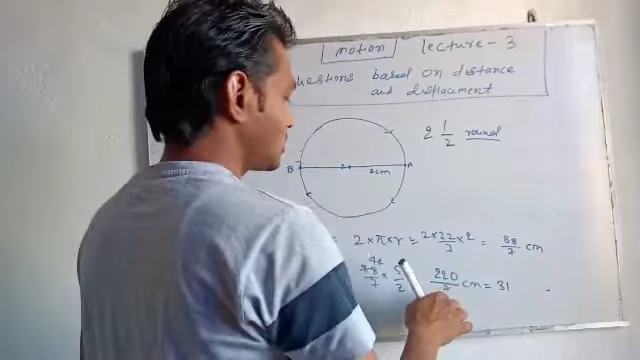 motion lecture - 3
questions based on distance
and displacement
2 1/2 round
B A
2cm
2×π×r = 2×22/7×2 = 88/7 cm
44
88/7 × 5/2 220/7 cm = 31